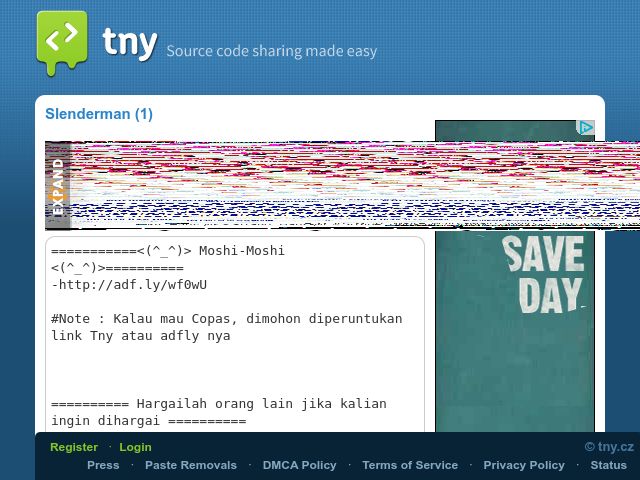 tny Source code sharing made easy
Slenderman (1)
EXPAND
===========<(^_^)> Moshi-Moshi
<(^_^)>==========
-http://adf.ly/wf0wU
#Note : Kalau mau Copas, dimohon diperuntukan
link Tny atau adfly nya
========== Hargailah orang lain jika kalian
ingin dihargai ==========
SAVE
DAY
Register · Login
© tny.cz
Press · Paste Removals · DMCA Policy · Terms of Service · Privacy Policy · Status